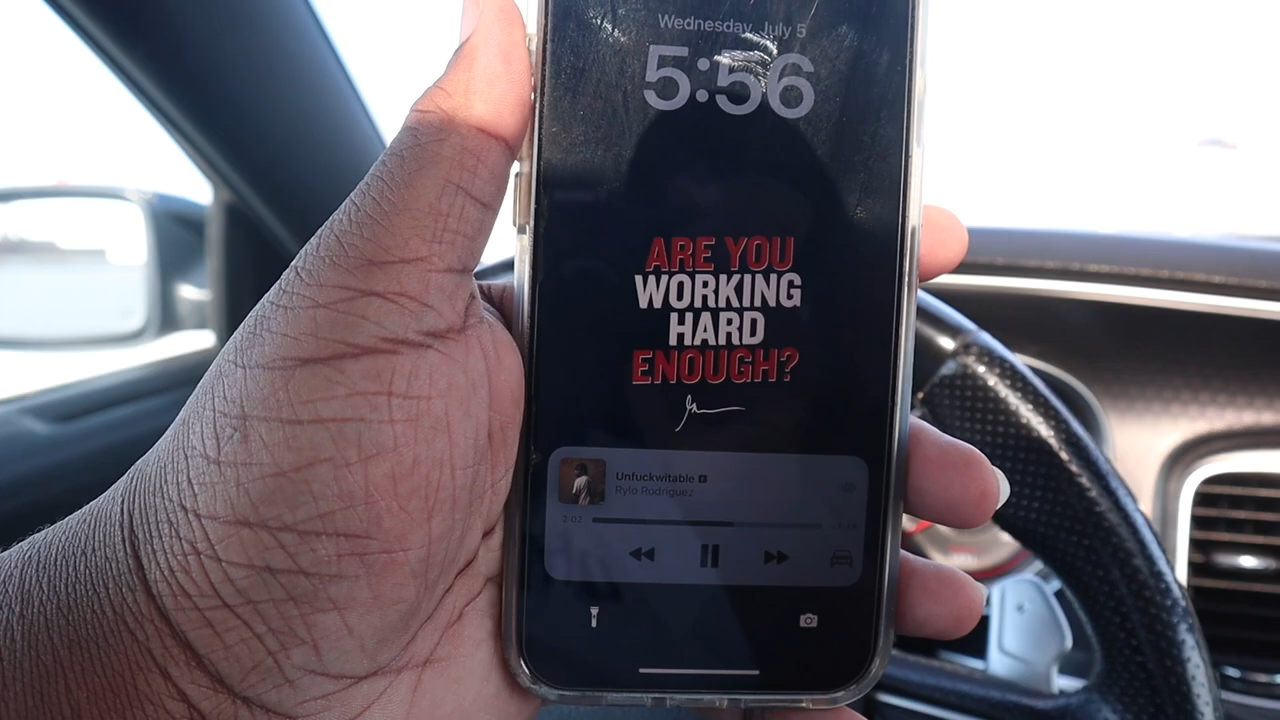 Wednesday, July 5
5:56
ARE YOU
WORKING
HARD
ENOUGH?
Unfuckwitable E
Rylo Rodriguez
2:02